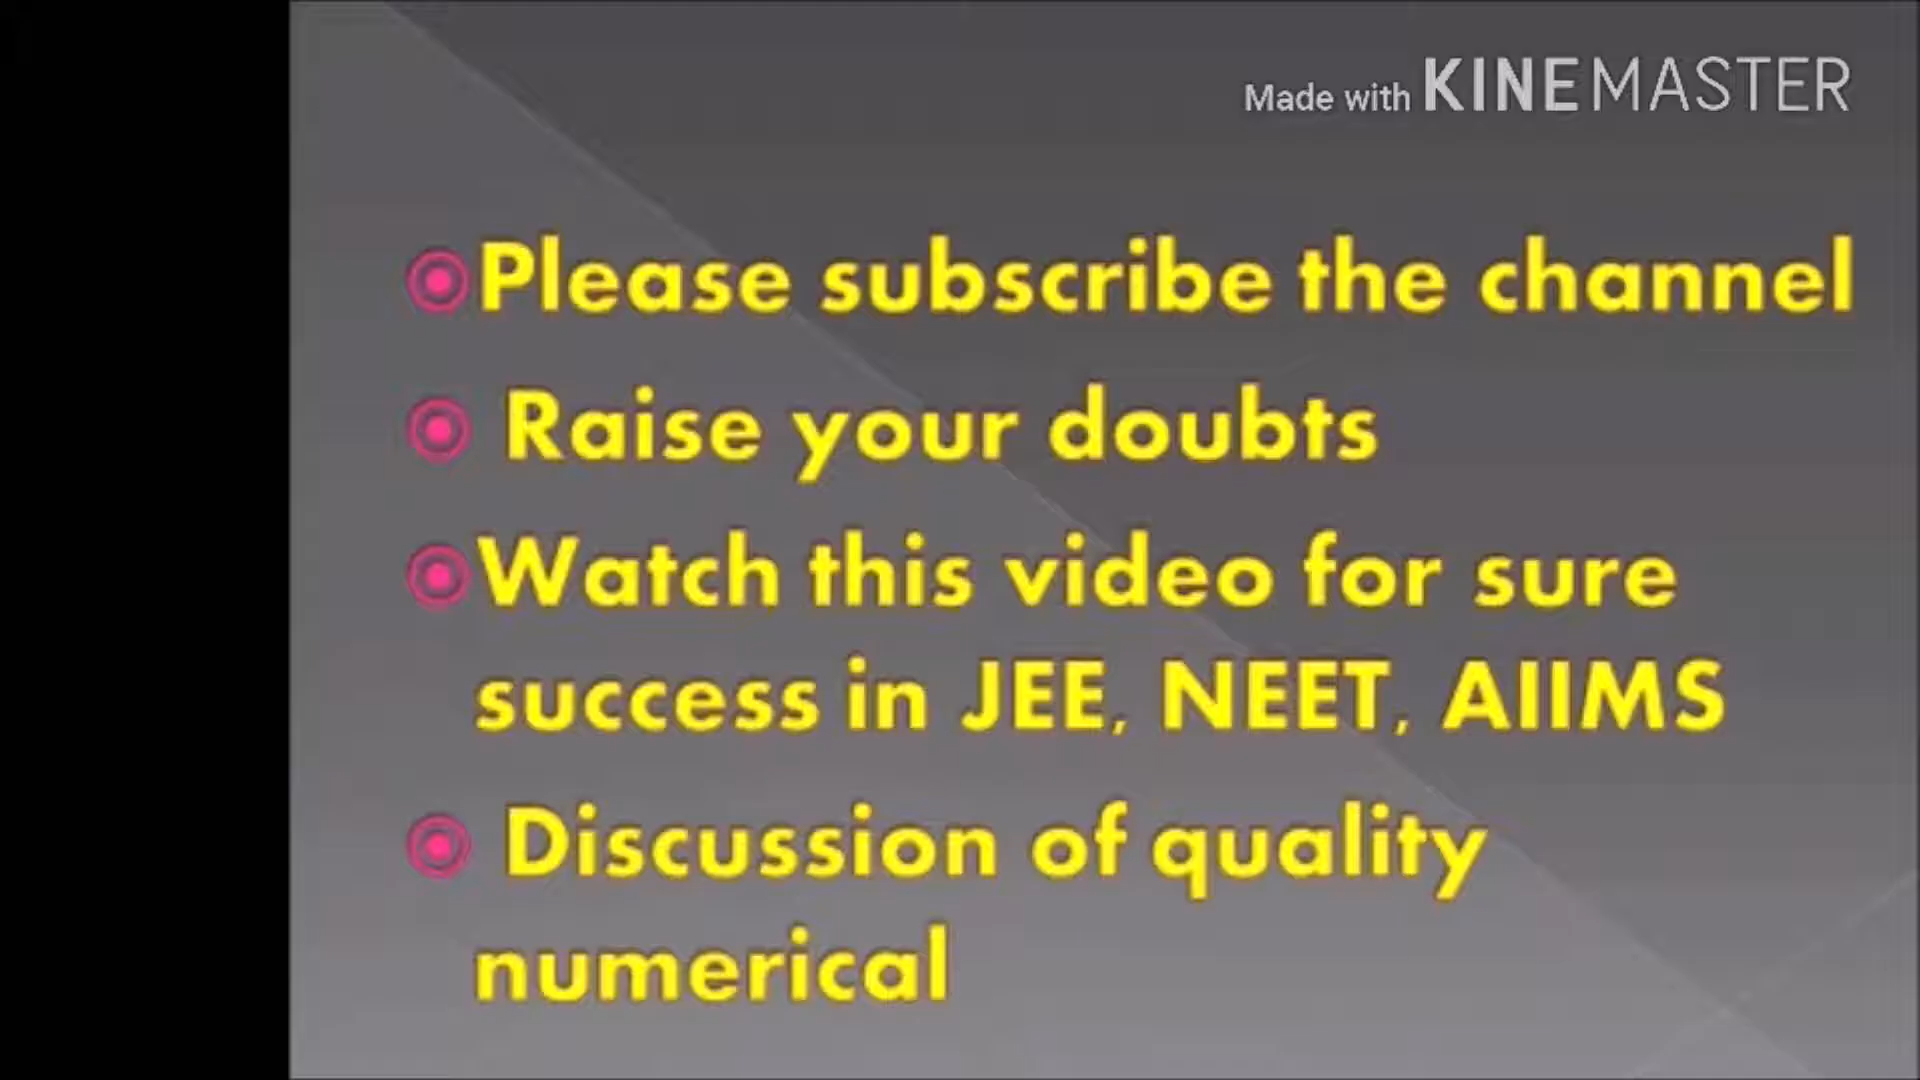 Made with KINEMASTER
Please subscribe the channel
Raise your doubts
Watch this video for sure
success in JEE, NEET, AIIMS
Discussion of quality
numerical